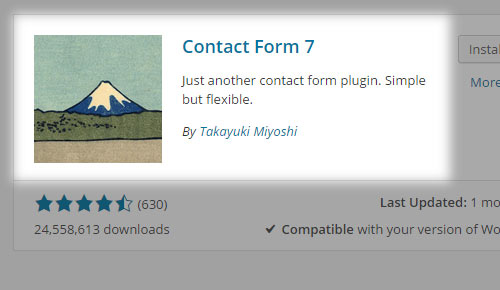 Contact Form 7
Just another contact form plugin. Simple
but flexible.
By Takayuki Miyoshi
Instal
More
(630)
Last Updated: 1 mo
24,558,613 downloads
✔ Compatible with your version of Wo